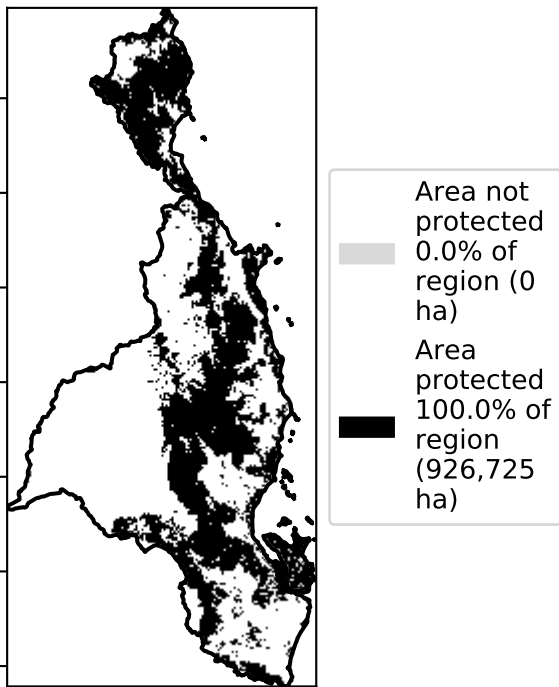 Area not
protected
0.0% of
region (0
ha)
Area
protected
100.0% of
region
(926,725
ha)